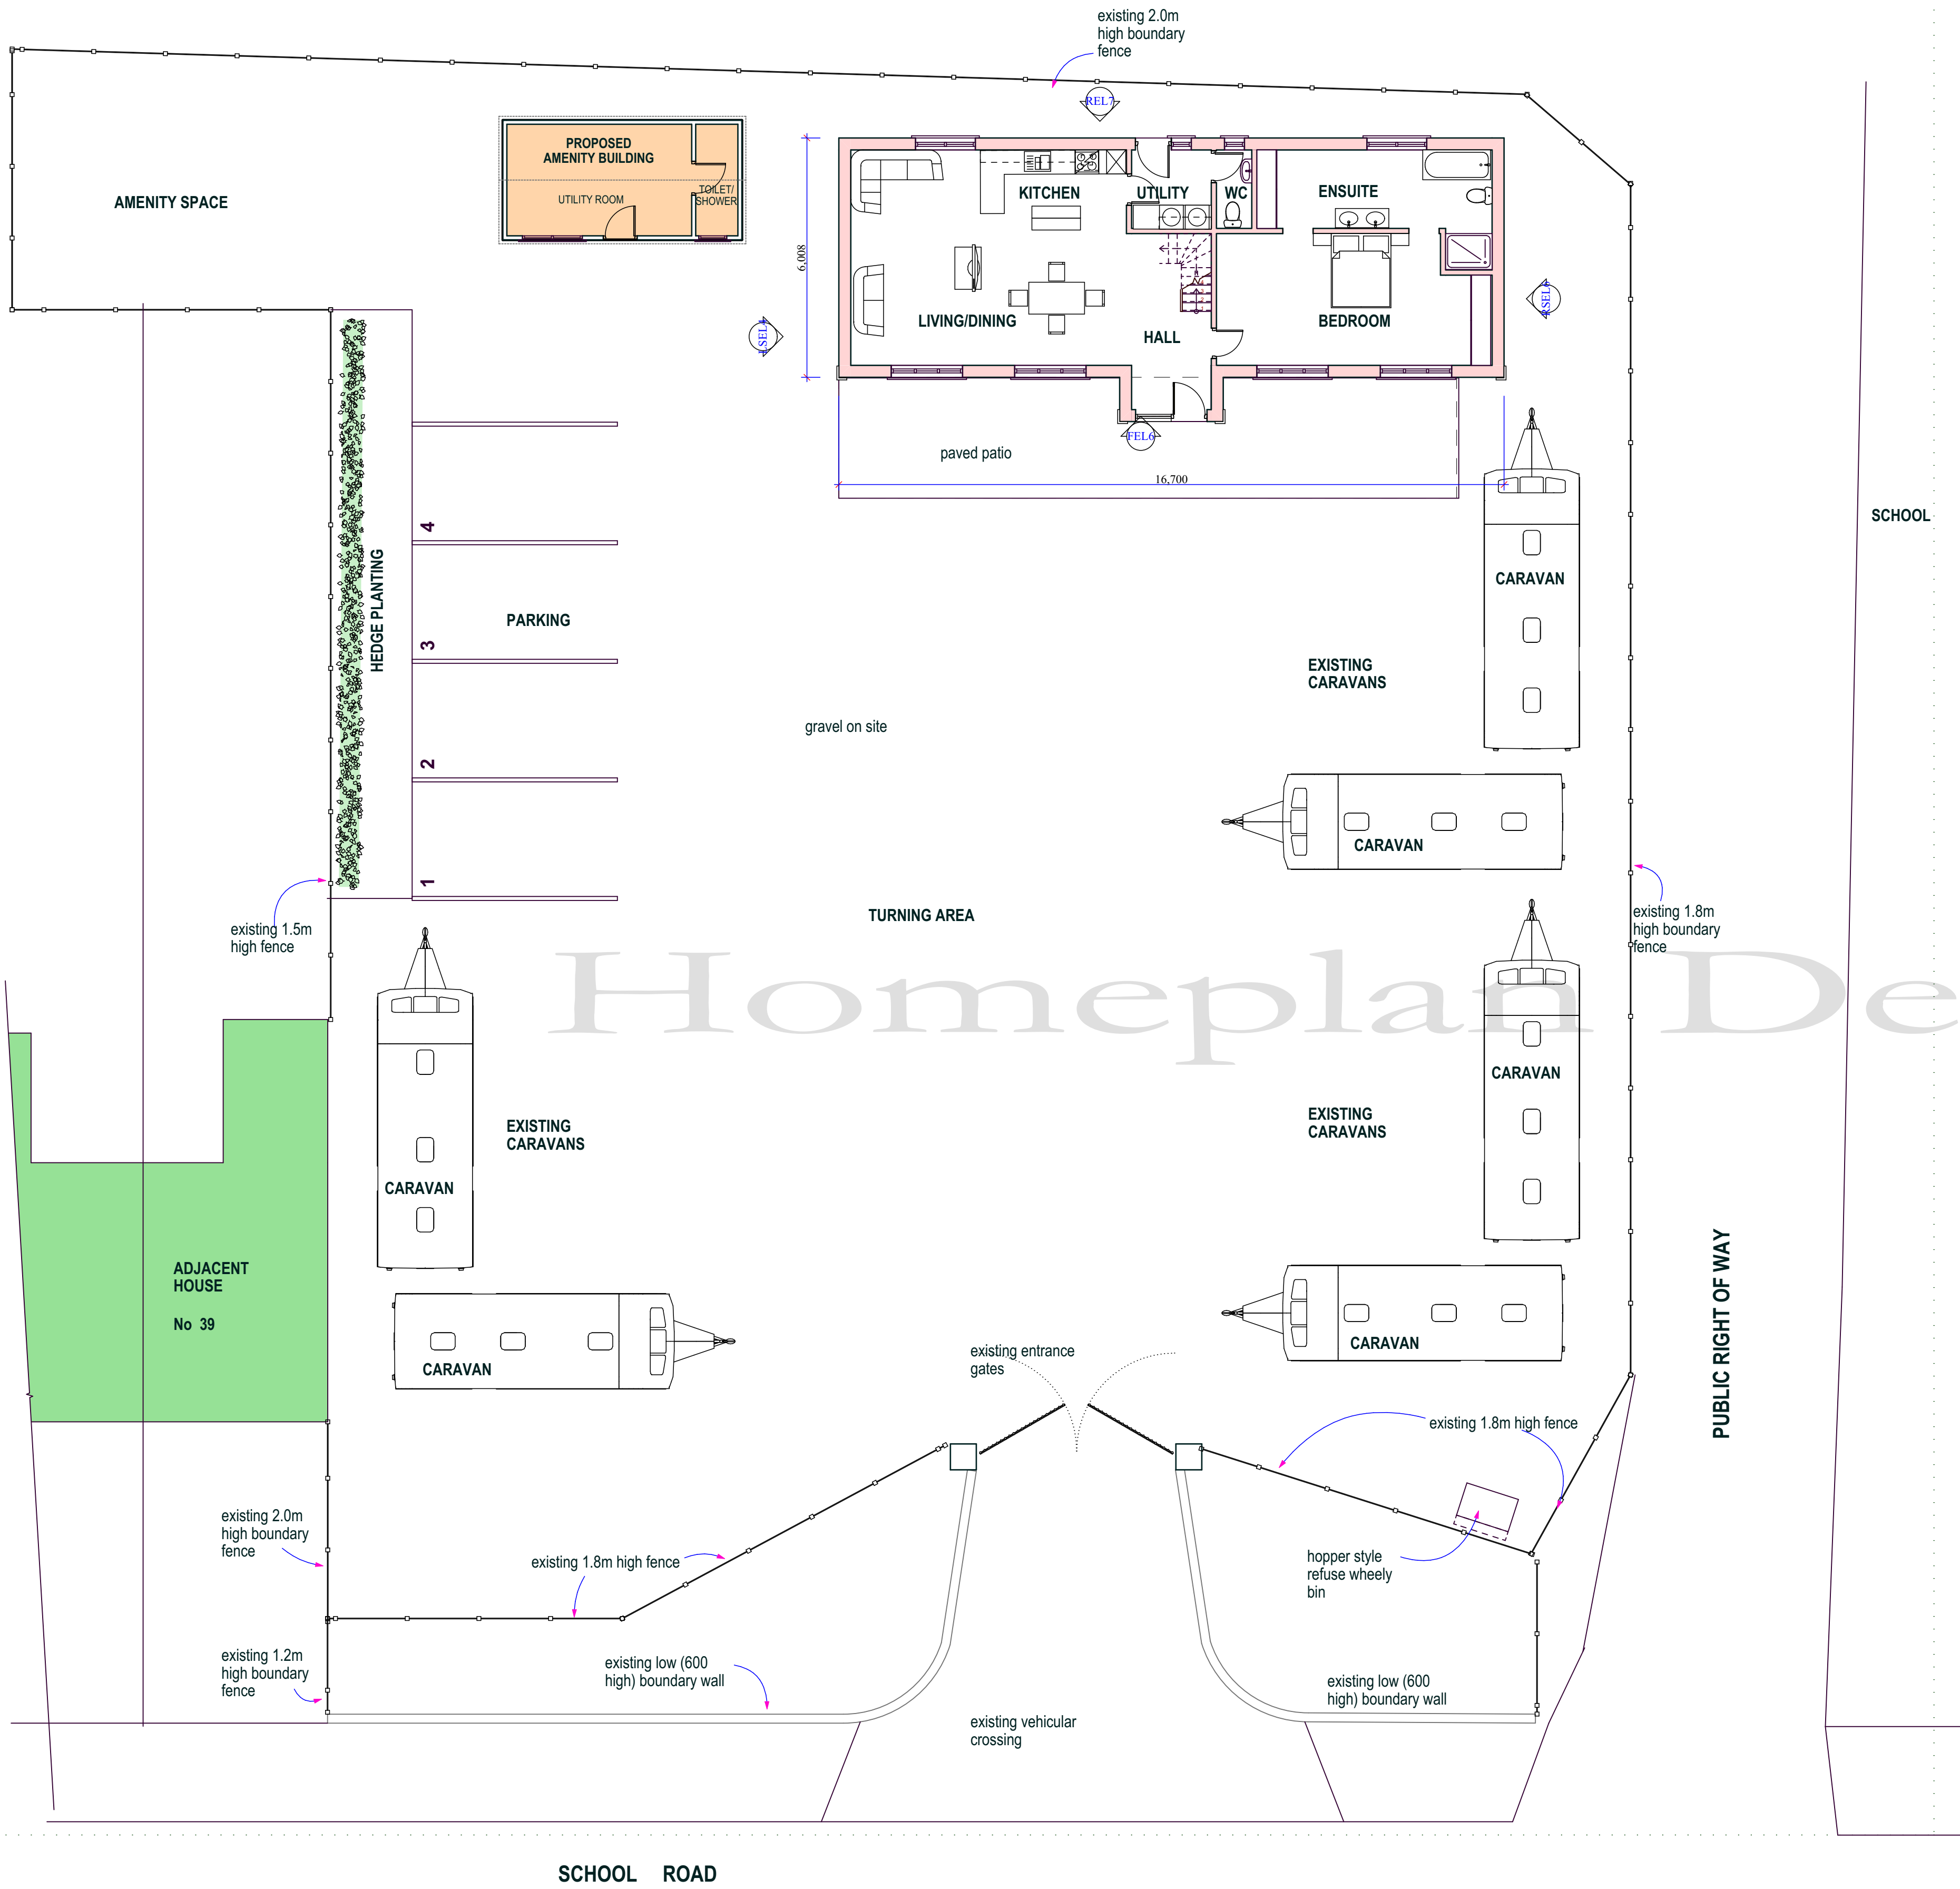 existing 2.0m
high boundary
fence
REL7
PROPOSED
AMENITY BUILDING
UTILITY ROOM
TOILET/
SHOWER
AMENITY SPACE
KITCHEN
UTILITY
WC
ENSUITE
6,008
LIVING/DINING
HALL
BEDROOM
FEL6
paved patio
16,700
SCHOOL
4
HEDGE PLANTING
PARKING
3
2
1
CARAVAN
EXISTING
CARAVANS
gravel on site
CARAVAN
TURNING AREA
existing 1.5m
high fence
existing 1.8m
high boundary
fence
Homeplan De
CARAVAN
EXISTING
CARAVANS
EXISTING
CARAVANS
CARAVAN
ADJACENT
HOUSE
No 39
CARAVAN
existing entrance
gates
CARAVAN
PUBLIC RIGHT OF WAY
existing 1.8m high fence
existing 2.0m
high boundary
fence
existing 1.8m high fence
hopper style
refuse wheely
bin
existing 1.2m
high boundary
fence
existing low (600
high) boundary wall
existing low (600
high) boundary wall
existing vehicular
crossing
SCHOOL ROAD